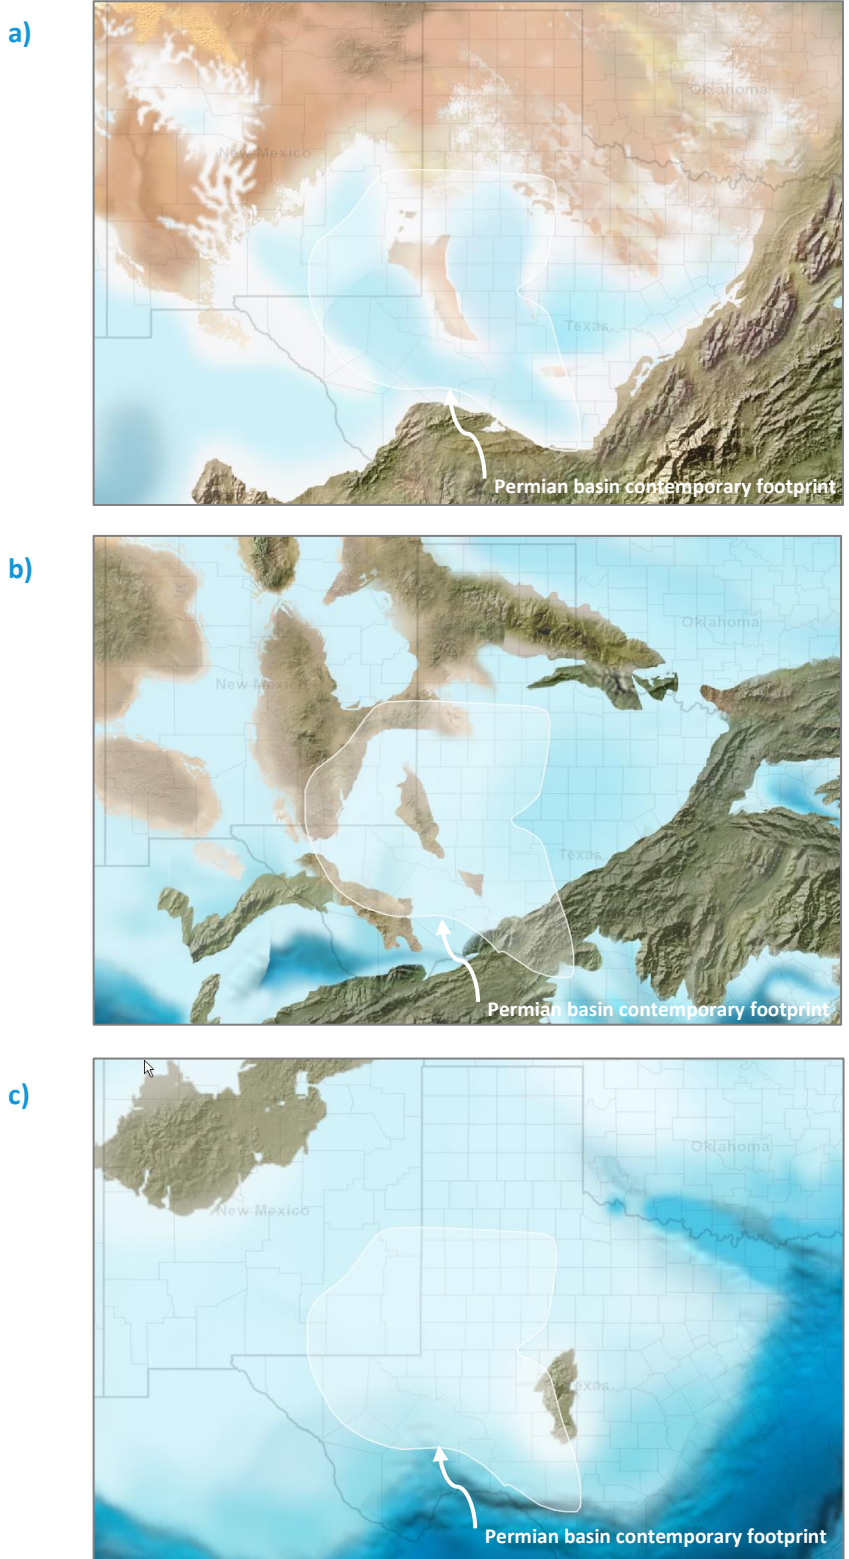 a)
Oklahoma
New Mexico
Texas
Permian basin contemporary footprint
b)
Oklahoma
New Mexico
Texas
Permian basin contemporary footprint
c)
Oklahoma
New Mexico
Texas
Permian basin contemporary footprint